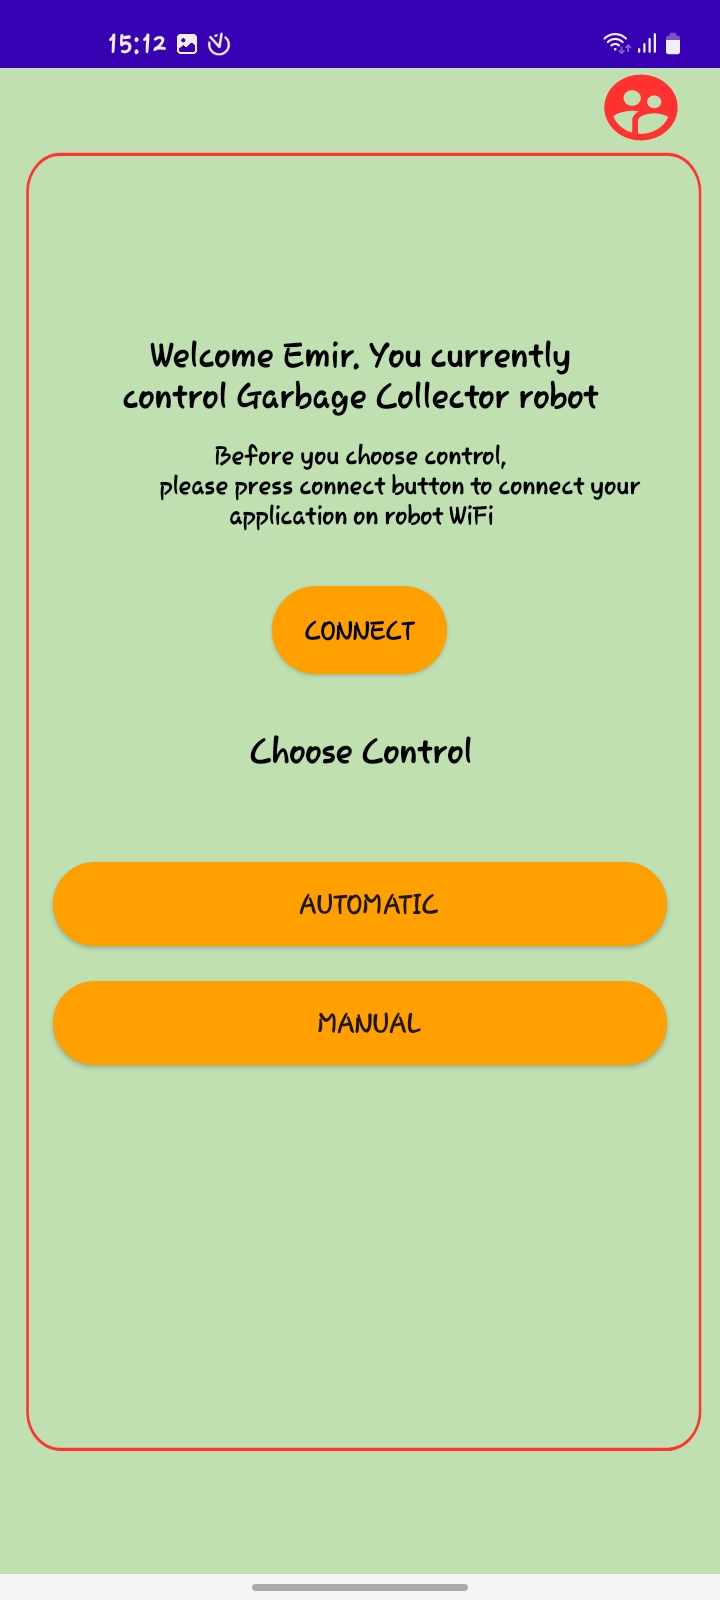 15:12
Welcome Emir. You currently
control Garbage Collector robot
Before you choose control,
please press connect button to connect your
application on robot WiFi
CONNECT
Choose Control
AUTOMATIC
MANUAL